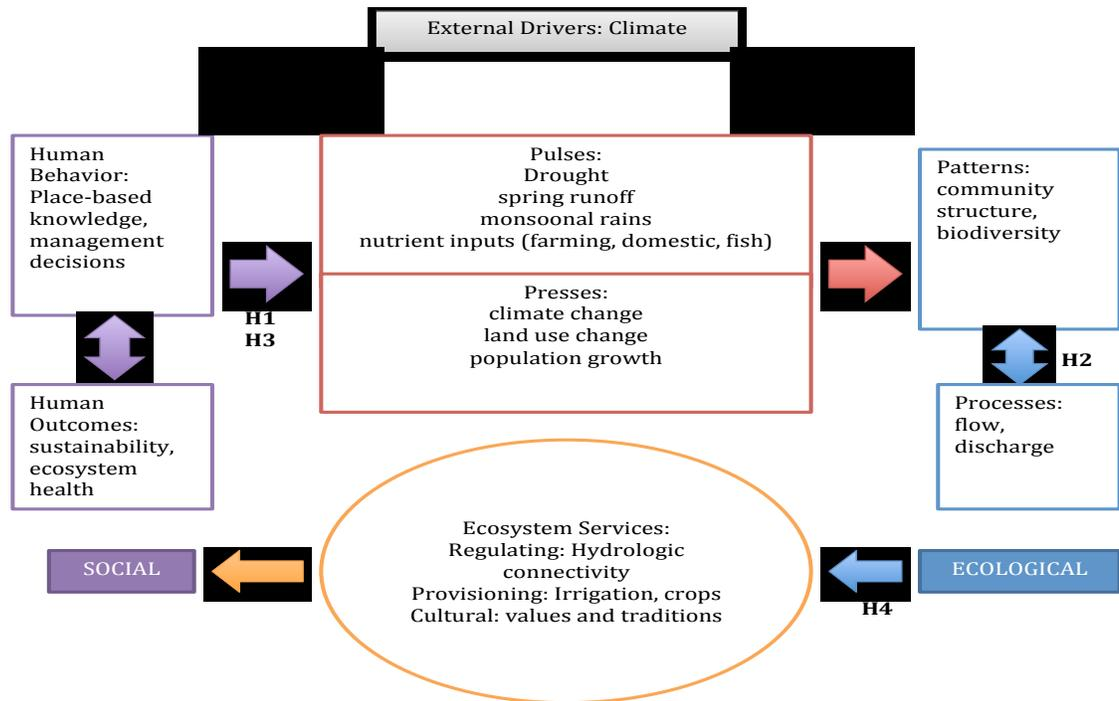 External Drivers: Climate
Human
Behavior:
Place-based
knowledge,
management
decisions
H1
H3
Human
Outcomes:
sustainability,
ecosystem
health
SOCIAL
Pulses:
Drought
spring runoff
monsoonal rains
nutrient inputs (farming, domestic, fish)
Presses:
climate change
land use change
population growth
Ecosystem Services:
Regulating: Hydrologic
connectivity
Provisioning: Irrigation, crops
Cultural: values and traditions
Patterns:
community
structure,
biodiversity
H2
Processes:
flow,
discharge
ECOLOGICAL
H4